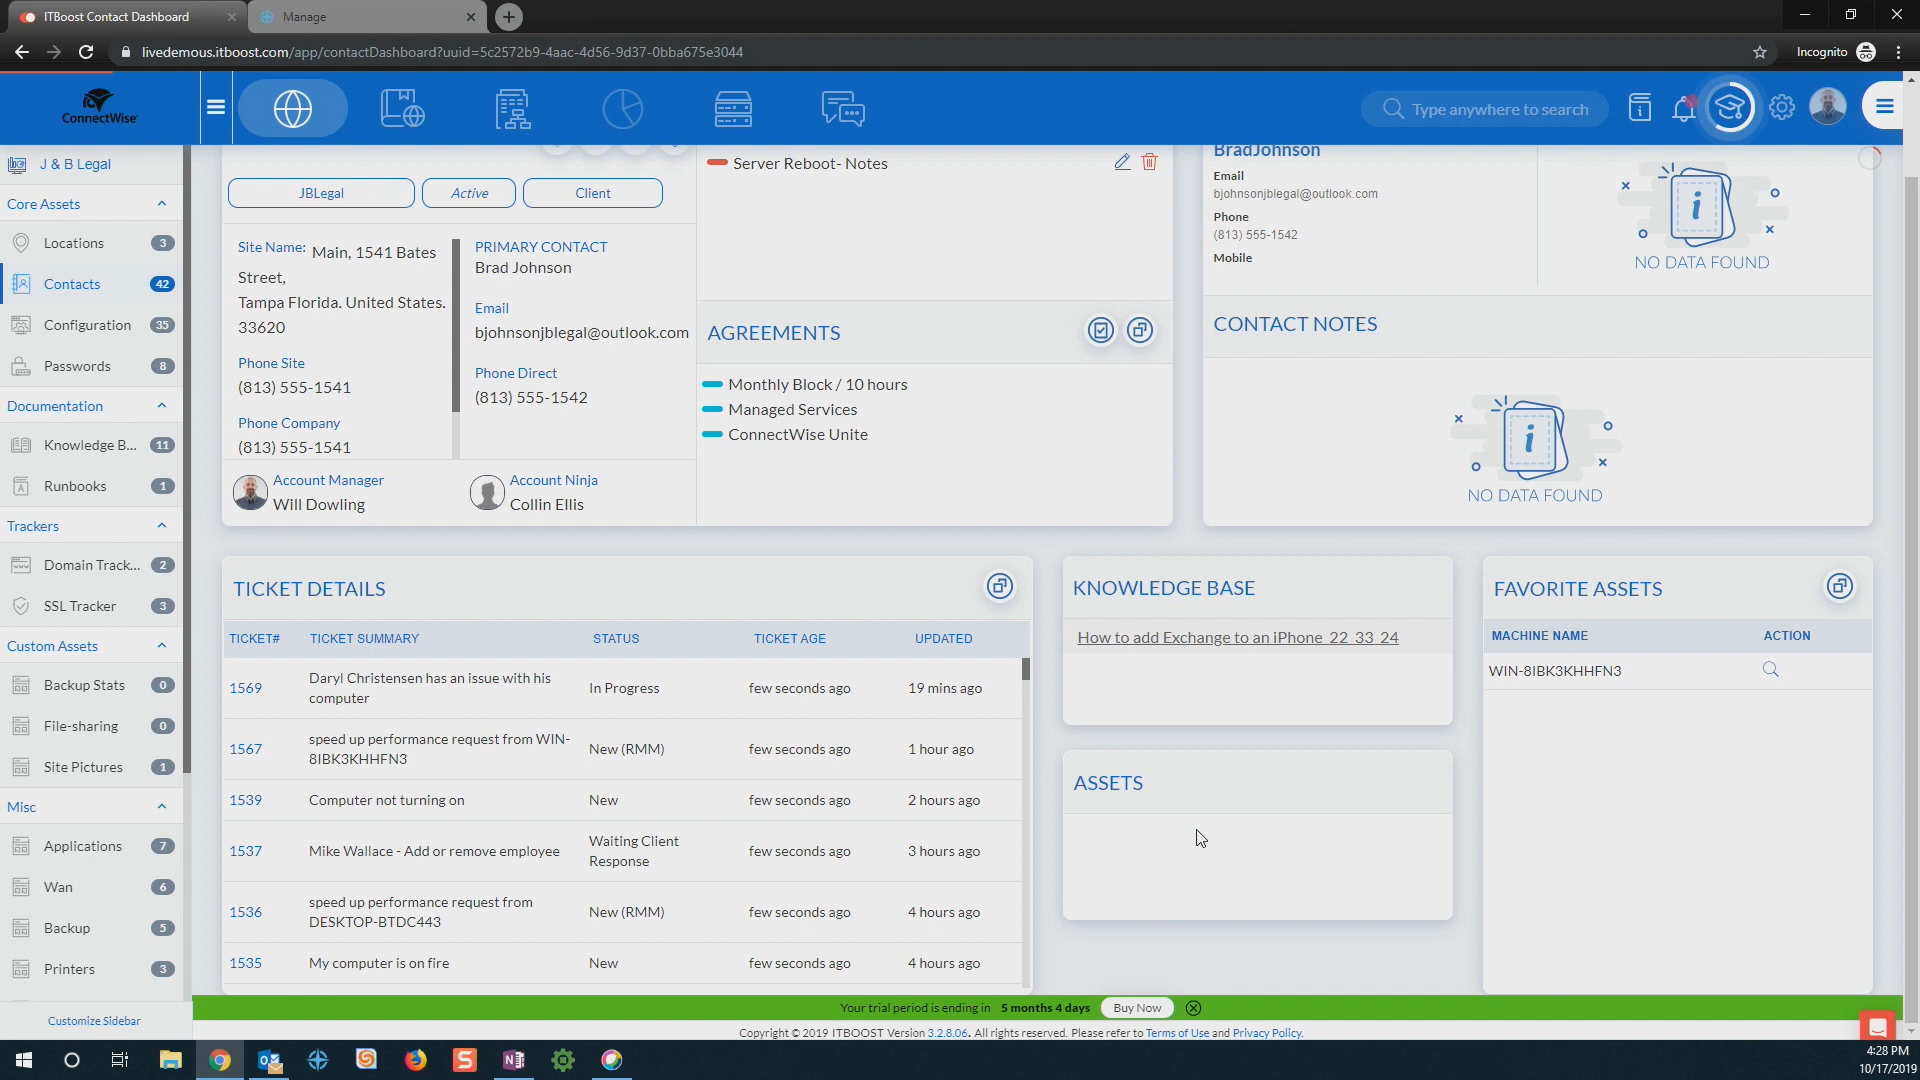 ITBoost Contact Dashboard
Manage
livedemous.itboost.com/app/contactDashboard?uuid=5c2572b9-4aac-4d56-9d37-0bba675e3044
Incognito
ConnectWise
Type anywhere to search
J & B Legal
Core Assets
Locations 3
Contacts 42
Configuration 35
Passwords 8
Documentation
Knowledge B... 11
Runbooks 1
Trackers
Domain Track... 2
SSL Tracker 3
Custom Assets
Backup Stats 0
File-sharing 0
Site Pictures 1
Misc
Applications 7
Wan 6
Backup 5
Printers 3
Customize Sidebar
JBLegal
Active
Client
Site Name: Main, 1541 Bates
Street,
Tampa Florida. United States.
33620
Phone Site
(813) 555-1541
Phone Company
(813) 555-1541
PRIMARY CONTACT
Brad Johnson
Email
bjohnsonjblegal@outlook.com
Phone Direct
(813) 555-1542
Account Manager
Will Dowling
Account Ninja
Collin Ellis
Server Reboot- Notes
AGREEMENTS
Monthly Block / 10 hours
Managed Services
ConnectWise Unite
BradJohnson
Email
bjohnsonjblegal@outlook.com
Phone
(813) 555-1542
Mobile
NO DATA FOUND
CONTACT NOTES
NO DATA FOUND
TICKET DETAILS
TICKET# TICKET SUMMARY STATUS TICKET AGE UPDATED
1569 Daryl Christensen has an issue with his computer In Progress few seconds ago 19 mins ago
1567 speed up performance request from WIN-8IBK3KHHFN3 New (RMM) few seconds ago 1 hour ago
1539 Computer not turning on New few seconds ago 2 hours ago
1537 Mike Wallace - Add or remove employee Waiting Client Response few seconds ago 3 hours ago
1536 speed up performance request from DESKTOP-BTDC443 New (RMM) few seconds ago 4 hours ago
1535 My computer is on fire New few seconds ago 4 hours ago
KNOWLEDGE BASE
How to add Exchange to an iPhone_22_33_24
ASSETS
FAVORITE ASSETS
MACHINE NAME ACTION
WIN-8IBK3KHHFN3
Your trial period is ending in 5 months 4 days Buy Now
Copyright © 2019 ITBOOST Version 3.2.8.06. All rights reserved. Please refer to Terms of Use and Privacy Policy.
4:28 PM
10/17/2019